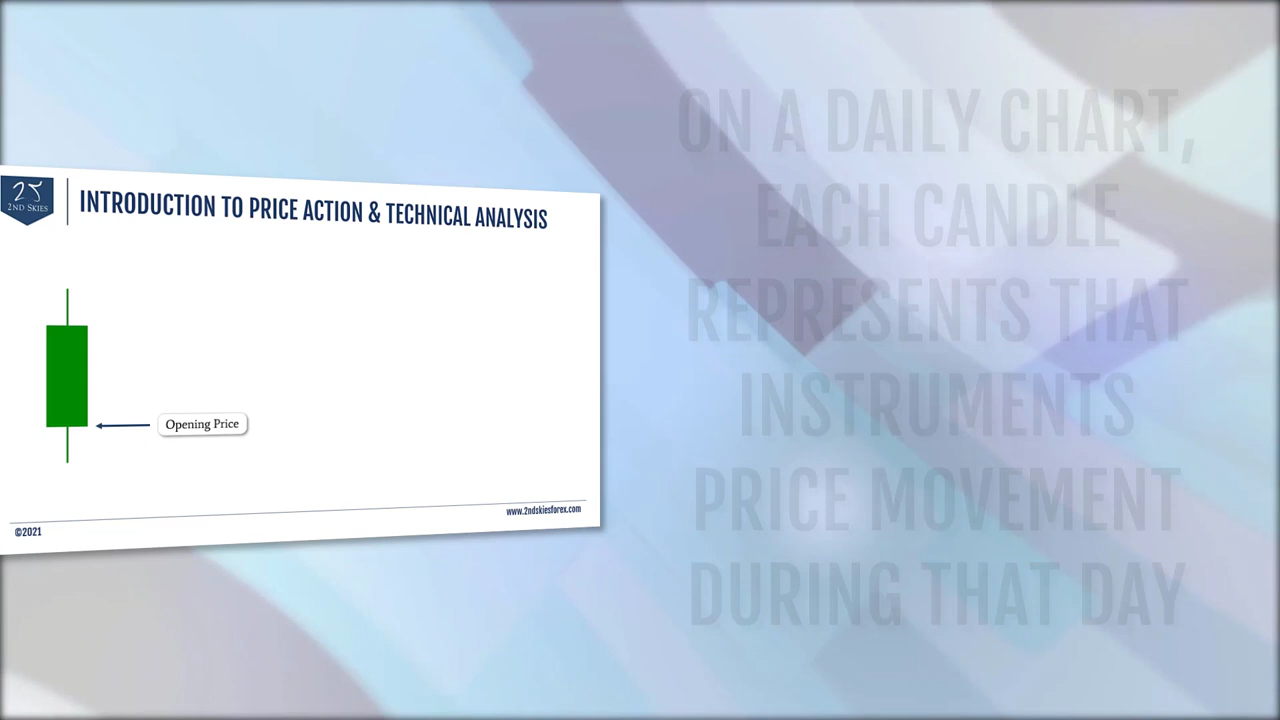 2ND SKIES
INTRODUCTION TO PRICE ACTION & TECHNICAL ANALYSIS
Opening Price
©2021
www.2ndskiesforex.com
ON A DAILY CHART,
EACH CANDLE
REPRESENTS THAT
INSTRUMENTS
PRICE MOVEMENT
DURING THAT DAY